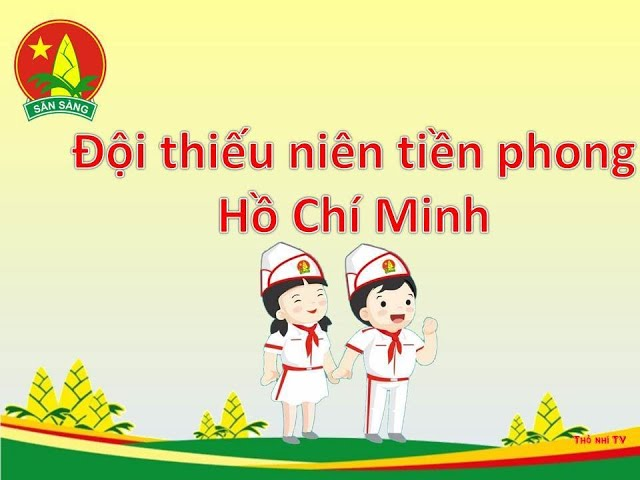 SẴN SÀNG
Đội thiếu niên tiền phong
Hồ Chí Minh
Thỏ nhí TV